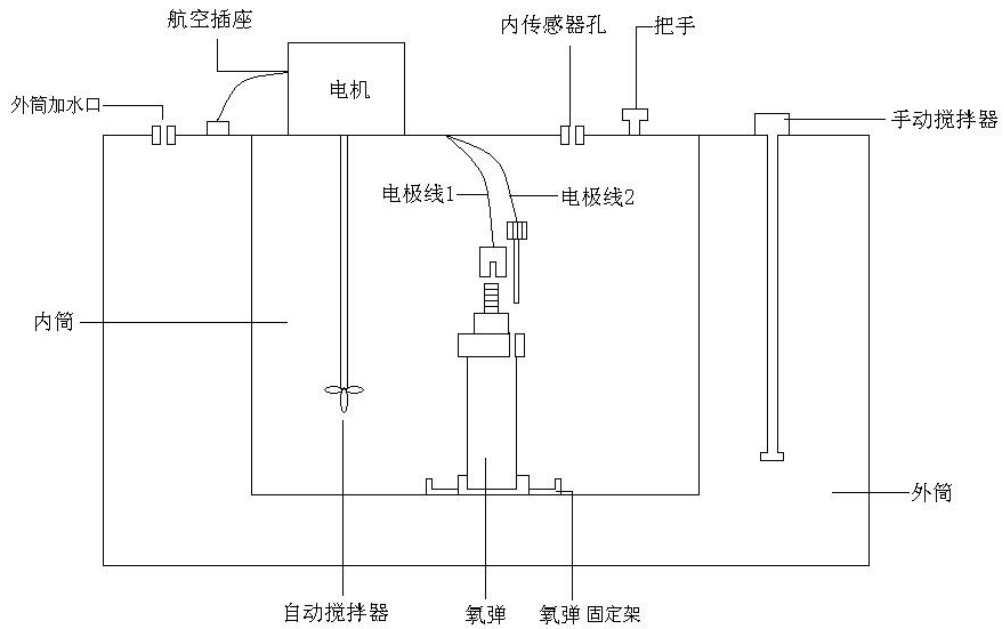 航空插座
内传感器孔
把手
电机
外筒加水口
手动搅拌器
电极线1
电极线2
内筒
外筒
自动搅拌器
氧弹
氧弹 固定架